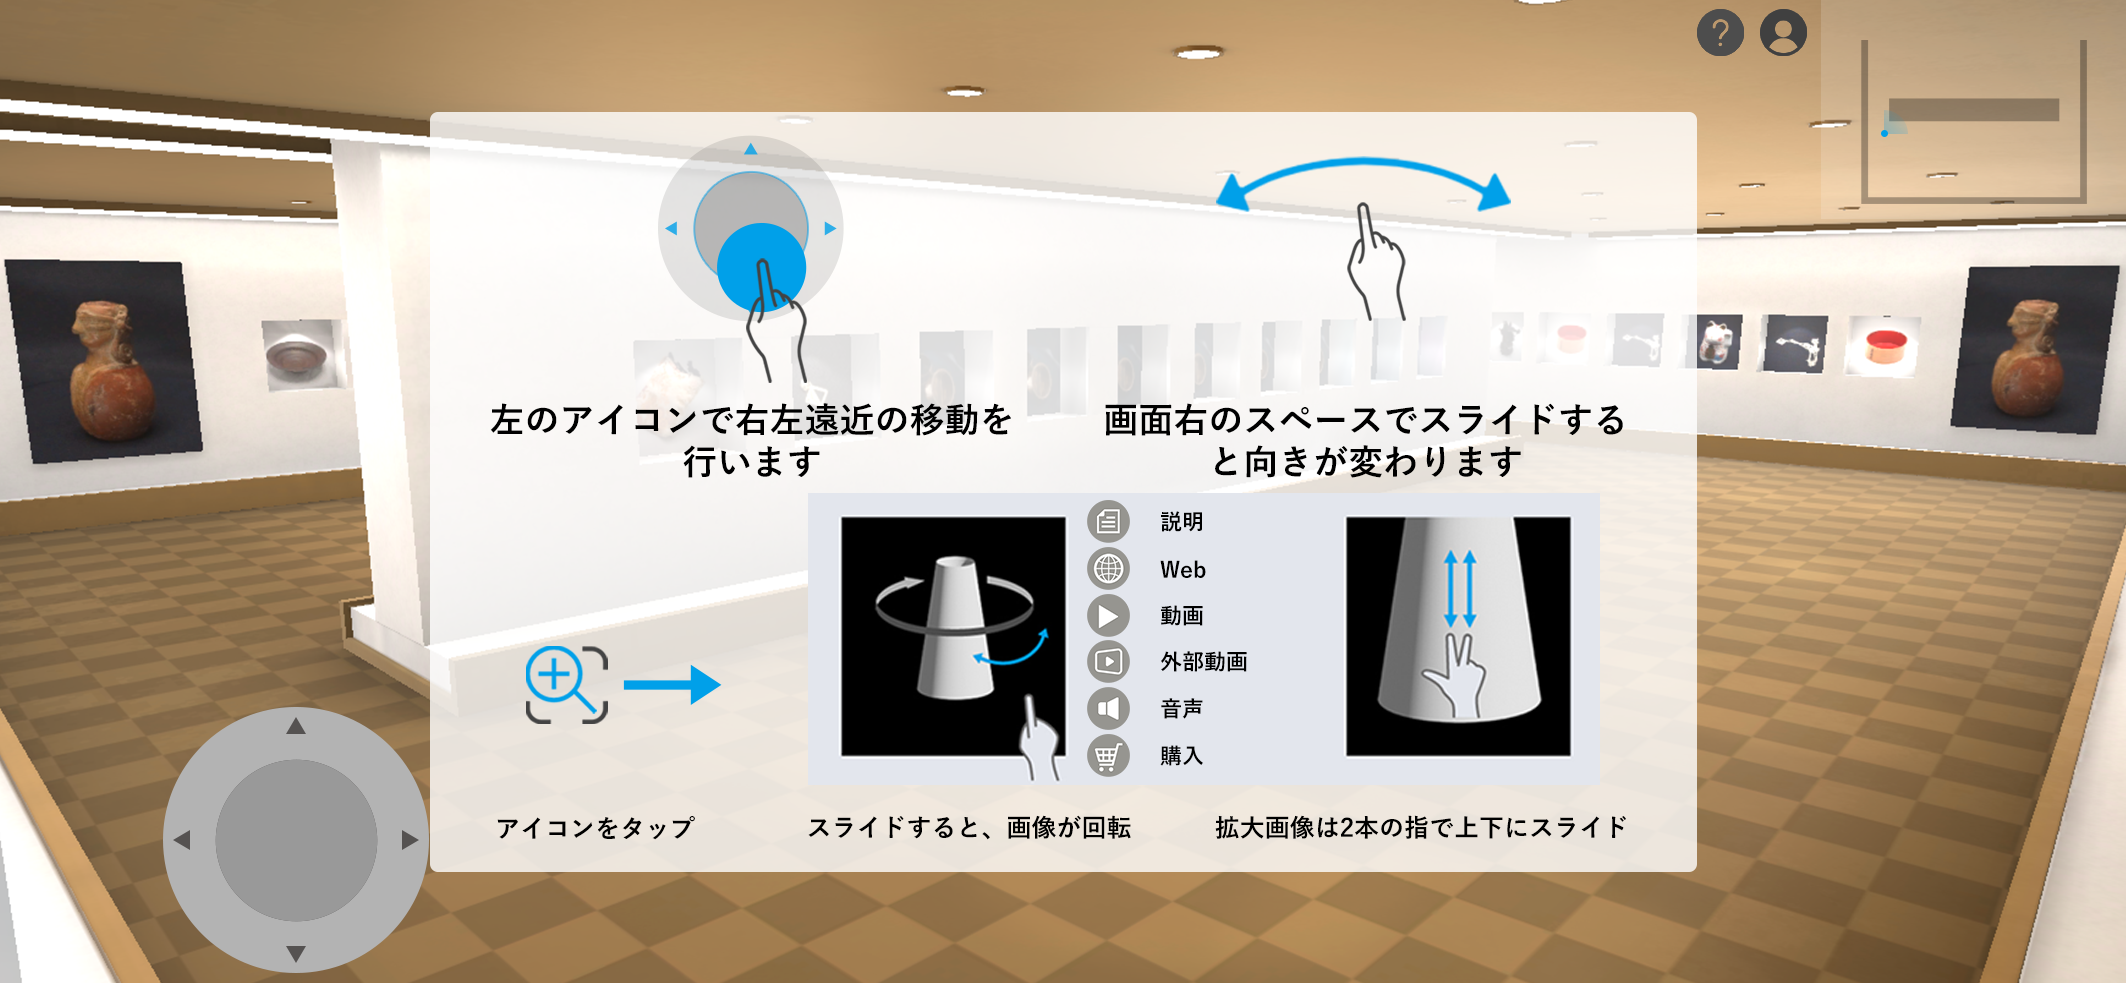 ?
左のアイコンで右左遠近の移動を
行います
画面右のスペースでスライドする
と向きが変わります
説明
Web
動画
外部動画
音声
購入
アイコンをタップ
スライドすると、画像が回転
拡大画像は2本の指で上下にスライド